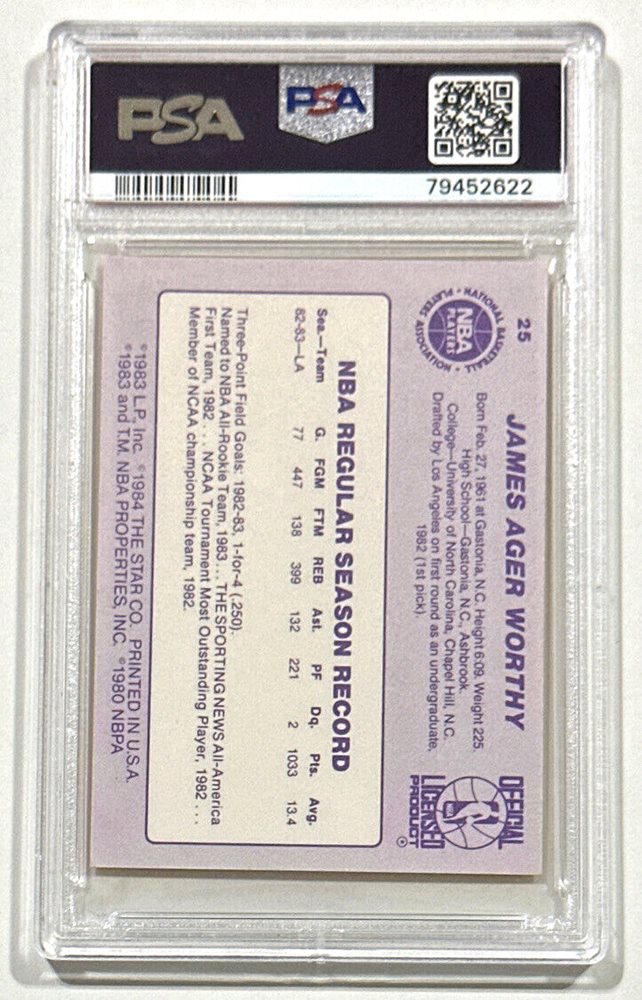 PSA
PSA
79452622
25
NATIONAL BASKETBALL
PLAYERS
ASSOCIATION
NBA
PLAYERS
JAMES AGER WORTHY
Born Feb. 27, 1961 at Gastonia, N.C. Height 6:09. Weight 225.
High School—Gastonia, N.C., Ashbrook.
College—University of North Carolina, Chapel Hill, N.C.
Drafted by Los Angeles on first round as an undergraduate,
1982 (1st pick).
OFFICIAL
LICENSED
PRODUCT
NBA REGULAR SEASON RECORD
Sea.—Team G. FGM FTM REB Ast. PF Dq. Pts. Avg.
82-83—LA 77 447 138 399 132 221 2 1033 13.4
Three-Point Field Goals: 1982-83, 1-for-4 (.250).
Named to NBA All-Rookie Team, 1983 . . . THE SPORTING NEWS All-America
First Team, 1982 . . . NCAA Tournament Most Outstanding Player, 1982 . . .
Member of NCAA championship team, 1982.
©1983 L.P., Inc. ©1984 THE STAR CO. PRINTED IN U.S.A.
©1983 and T.M. NBA PROPERTIES, INC. ©1980 NBPA